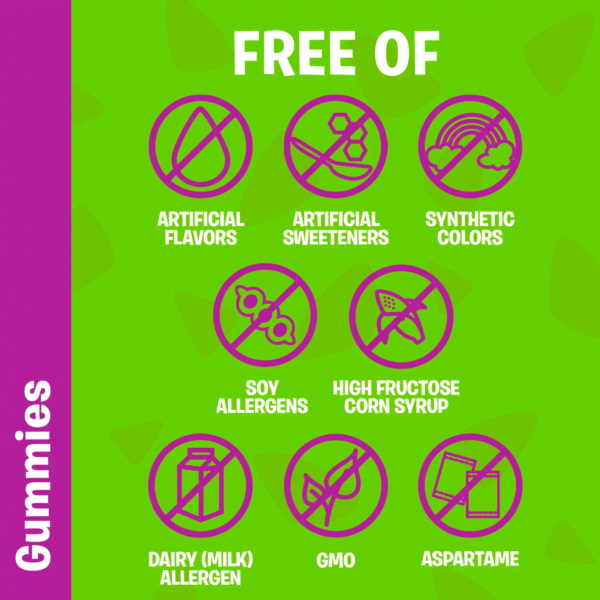 FREE OF
ARTIFICIAL
FLAVORS
ARTIFICIAL
SWEETENERS
SYNTHETIC
COLORS
SOY
ALLERGENS
HIGH FRUCTOSE
CORN SYRUP
DAIRY (MILK)
ALLERGEN
GMO
ASPARTAME
Gummies